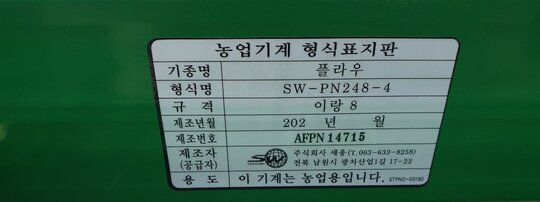 농업기계 형식표지판
기종명 플라우
형식명 SW-PN248-4
규 격 이랑 8
제조년월 202 년 월
제조번호 AFPN 14715
제조자 (공급자) SW 주식회사 세웅(T.063-633-8258)
전북 남원시 광치산업1길 17-22
용 도 이 기계는 농업용입니다. STPNO-00190